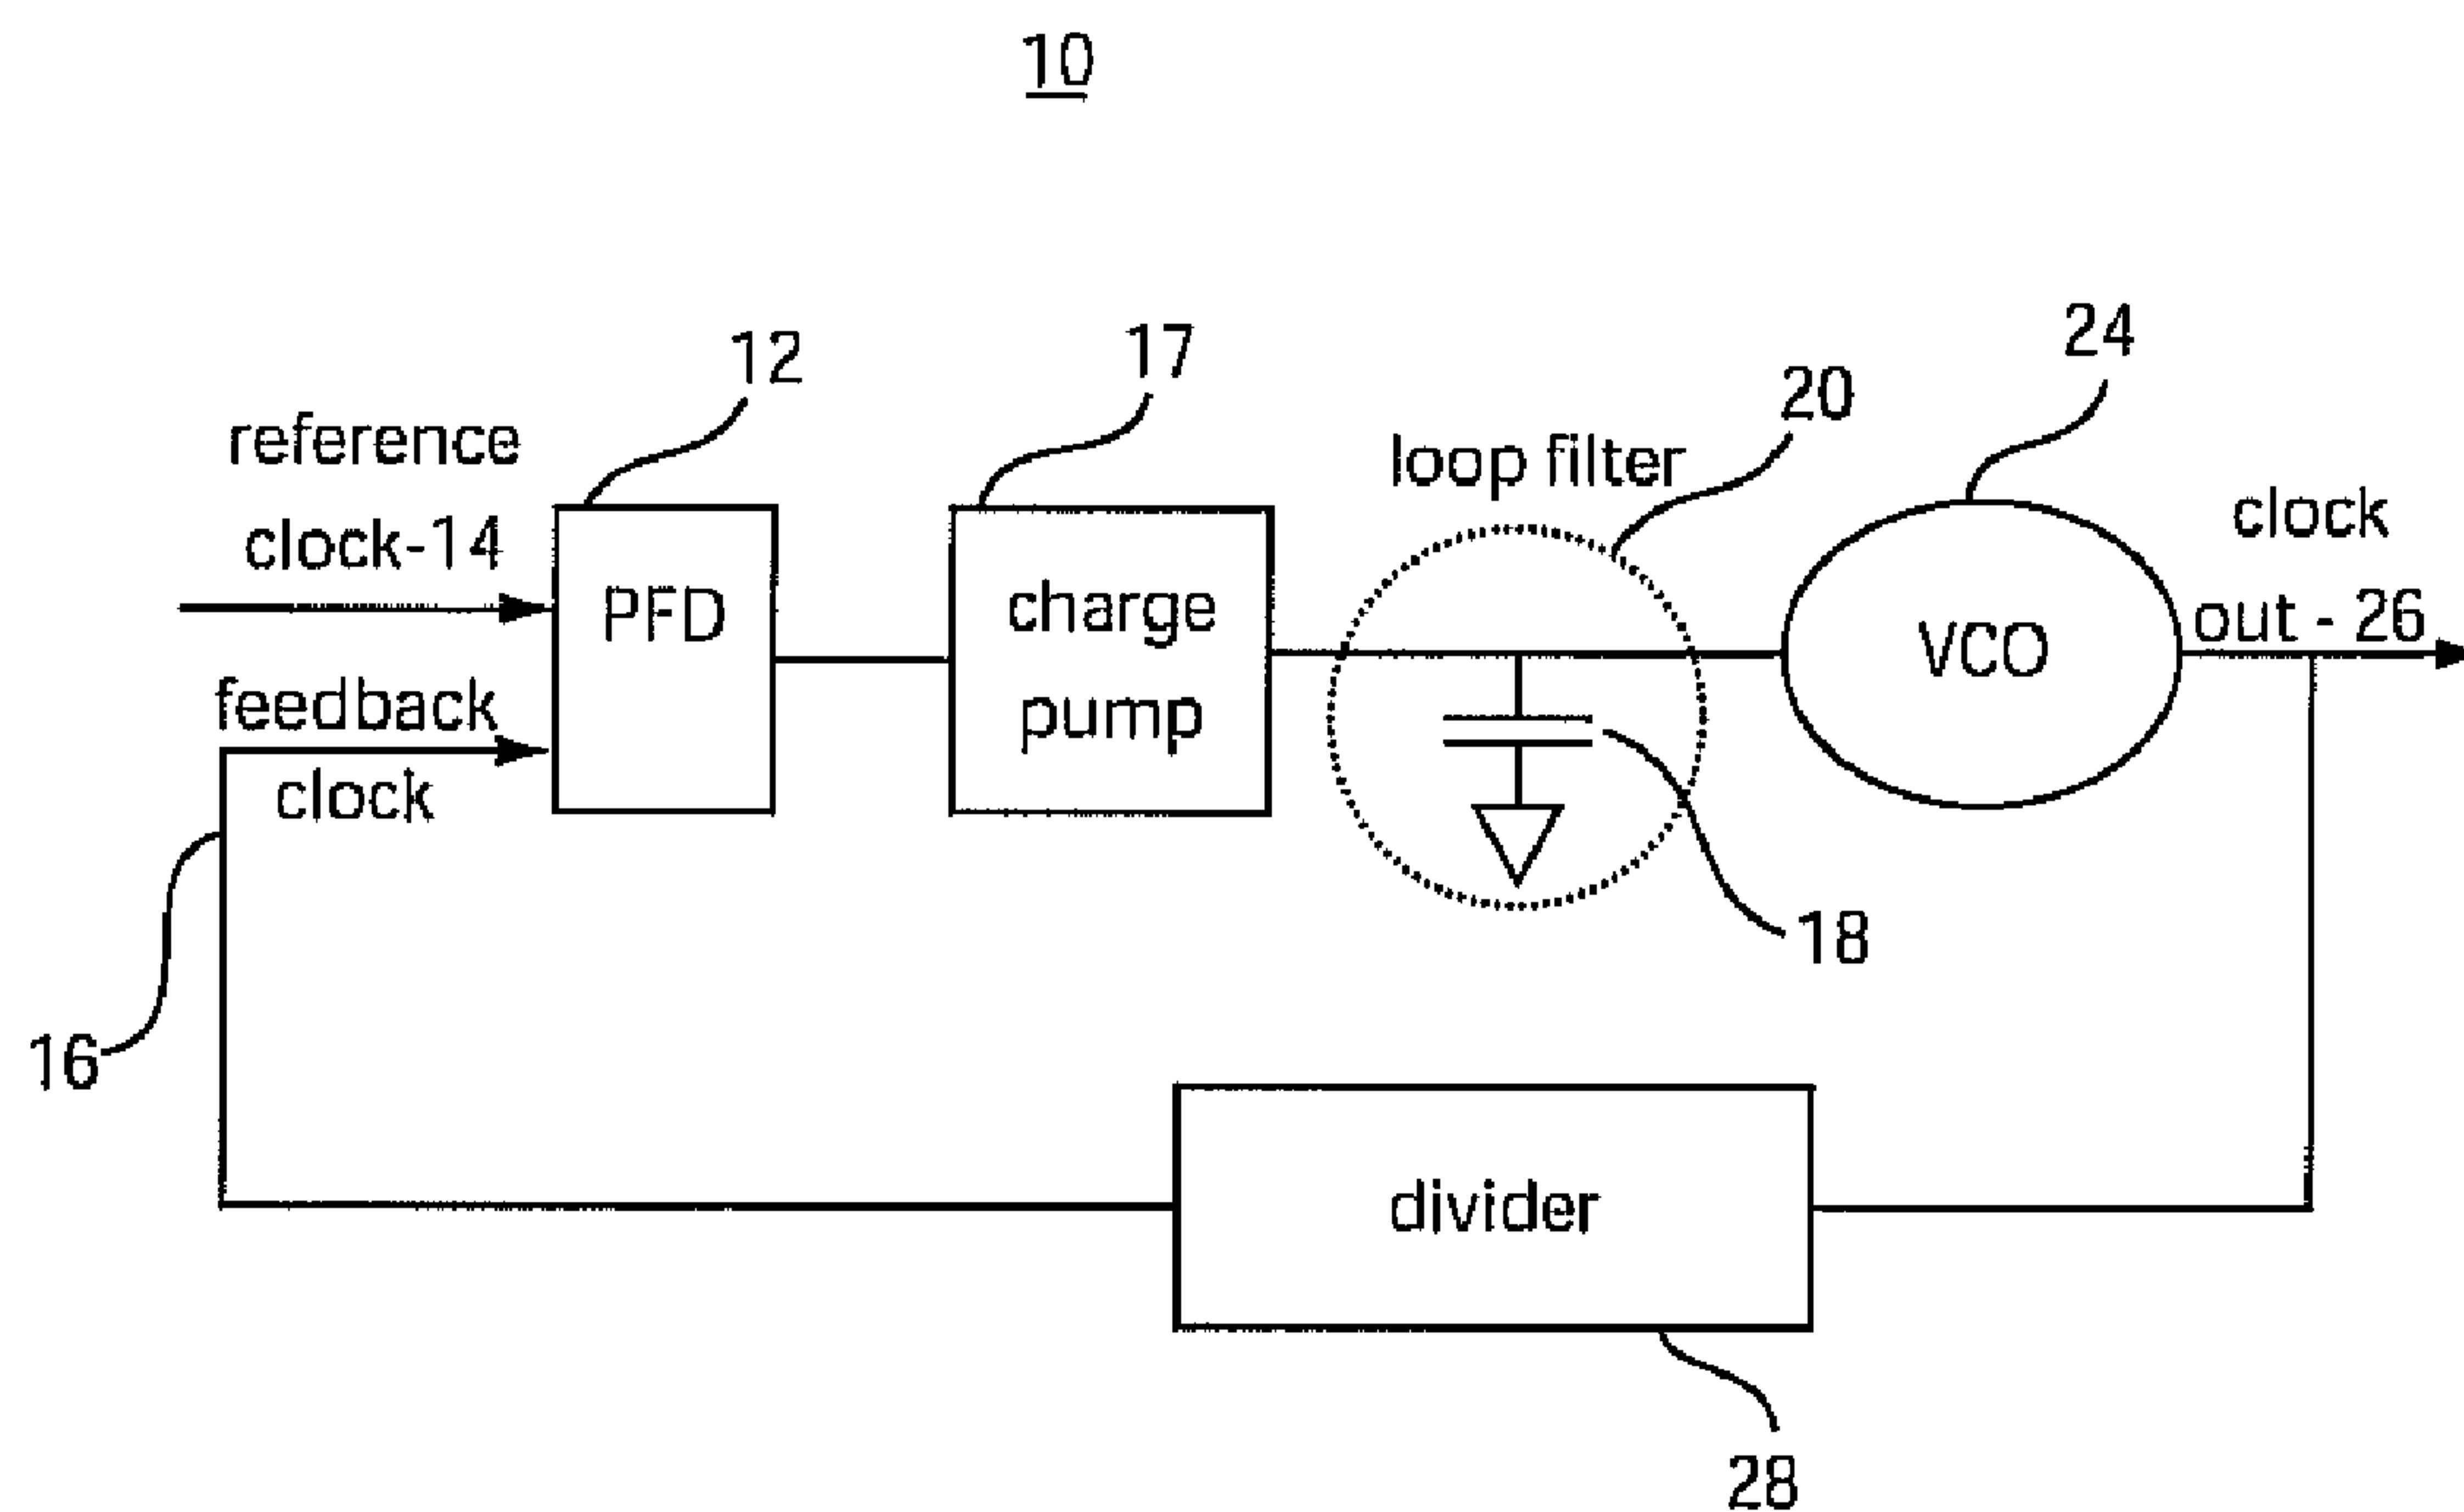 10
12
17
20
24
reference
clock-14
loop filter
clock
out - 26
PFD
charge
pump
VCO
feedback
clock
18
16
divider
28